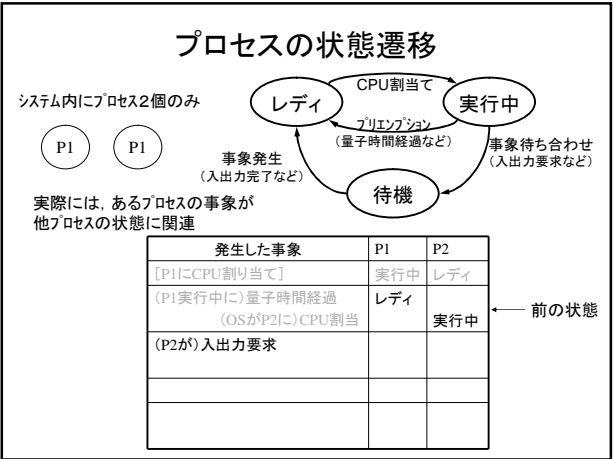 プロセスの状態遷移
システム内にプロセス2個のみ
P1
P1
レディ
CPU割当て
実行中
プリエンプション
(量子時間経過など)
事象待ち合わせ
(入出力要求など)
事象発生
(入出力完了など)
待機
実際には,あるプロセスの事象が
他プロセスの状態に関連
発生した事象 P1 P2
[P1にCPU割り当て] 実行中 レディ
(P1実行中に)量子時間経過 レディ
(OSがP2に)CPU割当 実行中
前の状態
(P2が)入出力要求